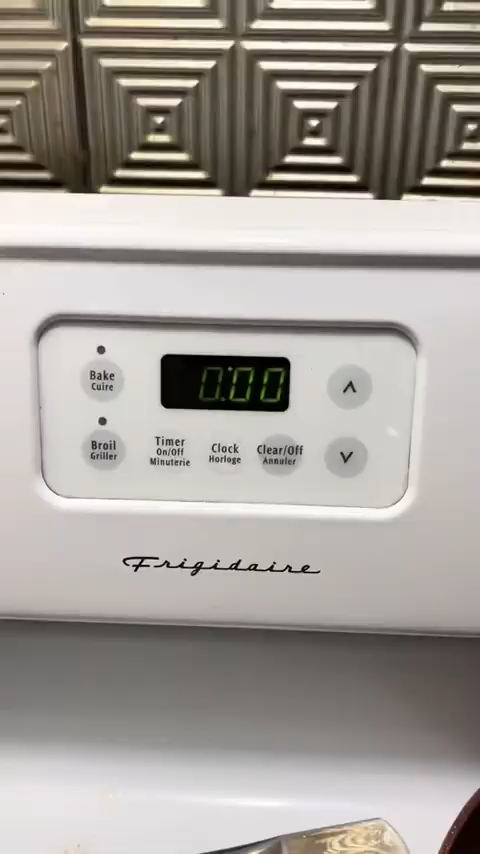 Bake
Cuire
0:00
Broil
Griller
Timer
On/Off
Minuterie
Clock
Horloge
Clear/Off
Annuler
Frigidaire